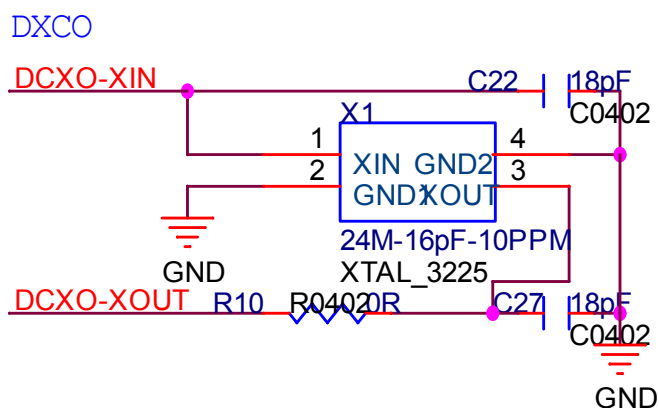 DXCO
DCXO-XIN
C22
18pF
C0402
X1
1
4
XIN GND2
2
3
GND1 XOUT
24M-16pF-10PPM
XTAL_3225
GND
DCXO-XOUT
R10
R0402
0R
C27
18pF
C0402
GND